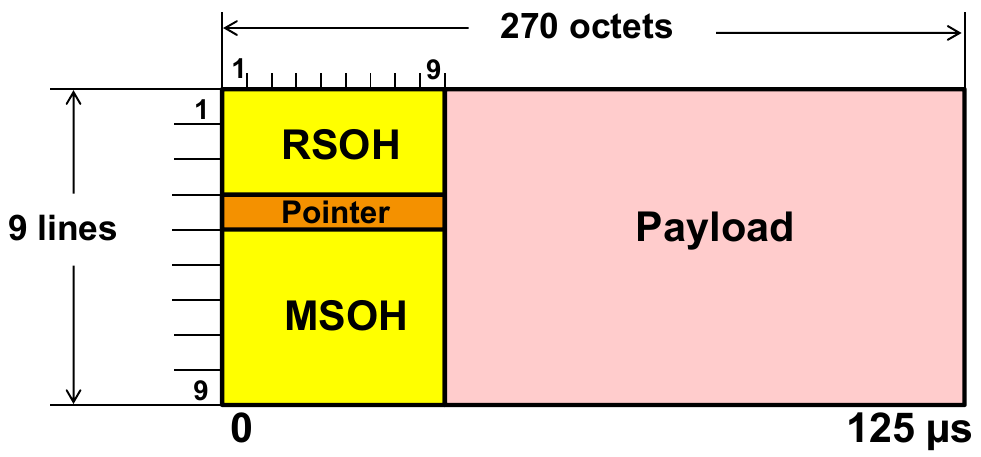 270 octets
1 9
1
RSOH
Pointer
9 lines
Payload
MSOH
9
0
125 µs